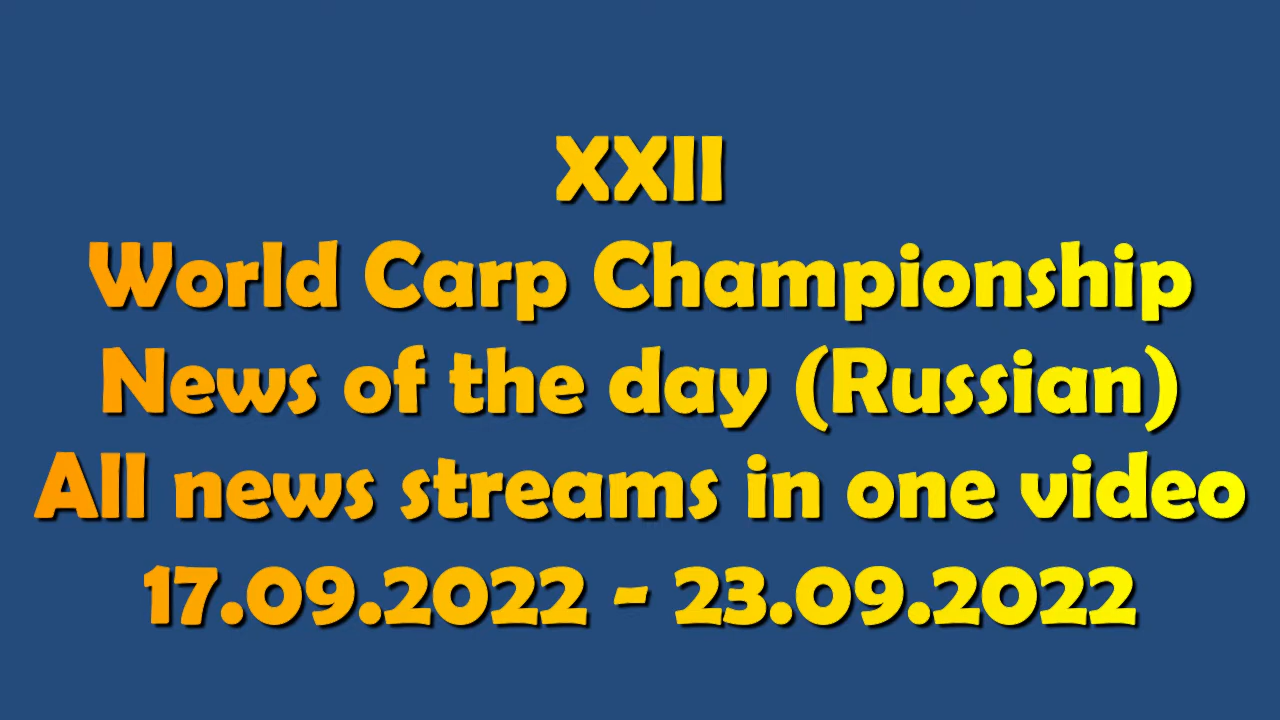 XXII
World Carp Championship
News of the day (Russian)
All news streams in one video
17.09.2022 - 23.09.2022